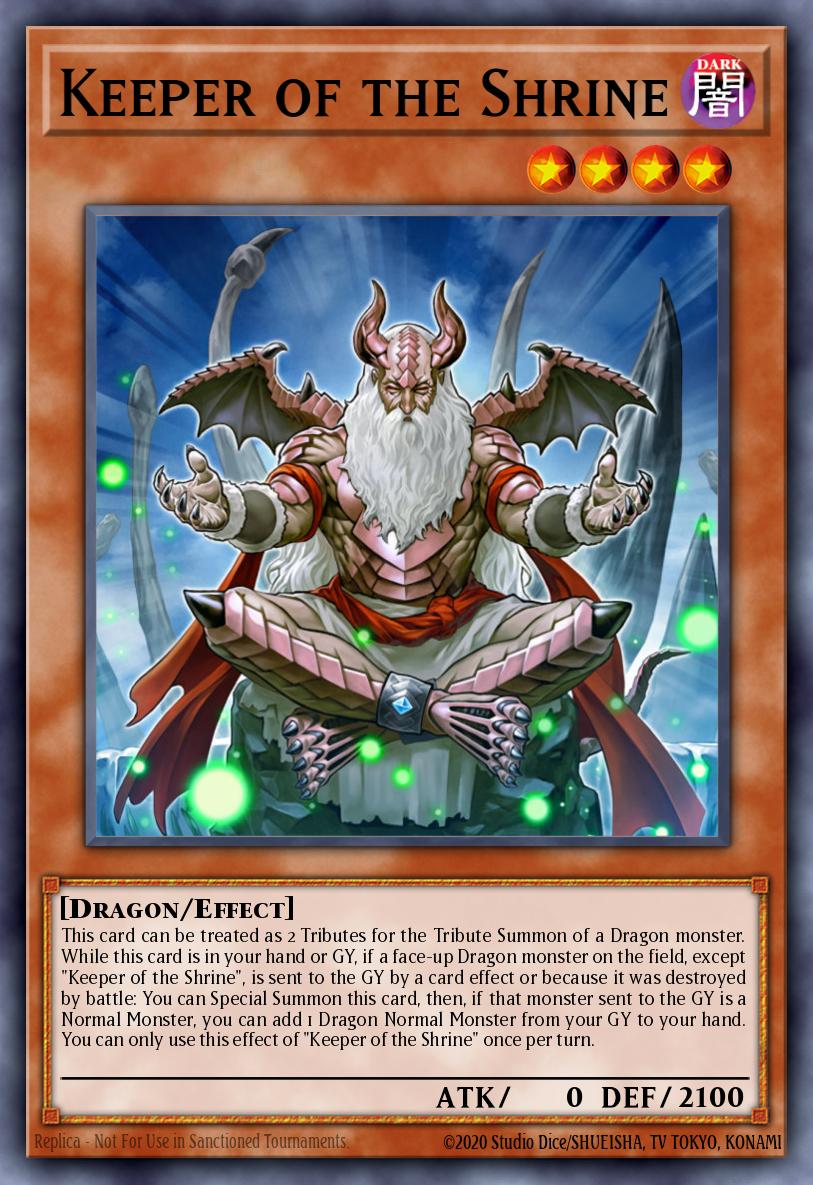 Keeper of the Shrine
DARK
闇
[Dragon/Effect]
This card can be treated as 2 Tributes for the Tribute Summon of a Dragon monster.
While this card is in your hand or GY, if a face-up Dragon monster on the field, except
"Keeper of the Shrine", is sent to the GY by a card effect or because it was destroyed
by battle: You can Special Summon this card, then, if that monster sent to the GY is a
Normal Monster, you can add 1 Dragon Normal Monster from your GY to your hand.
You can only use this effect of "Keeper of the Shrine" once per turn.
ATK/ 0 DEF/2100
Replica - Not For Use in Sanctioned Tournaments.
©2020 Studio Dice/SHUEISHA, TV TOKYO, KONAMI